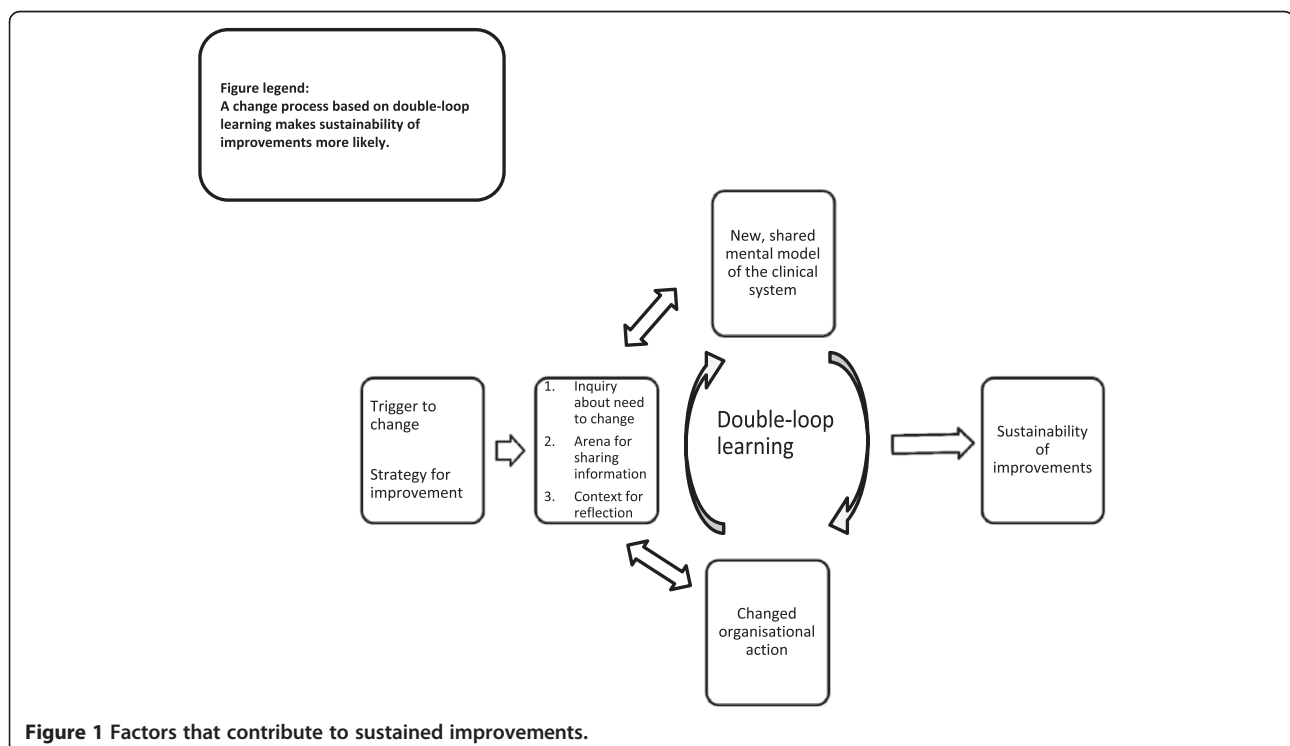 Figure legend:
A change process based on double-loop
learning makes sustainability of
improvements more likely.
New, shared
mental model
of the clinical
system
Trigger to
change
Strategy for
improvement
1. Inquiry
about need
to change
2. Arena for
sharing
information
3. Context for
reflection
Double-loop
learning
Sustainability
of
improvements
Changed
organisational
action
Figure 1 Factors that contribute to sustained improvements.